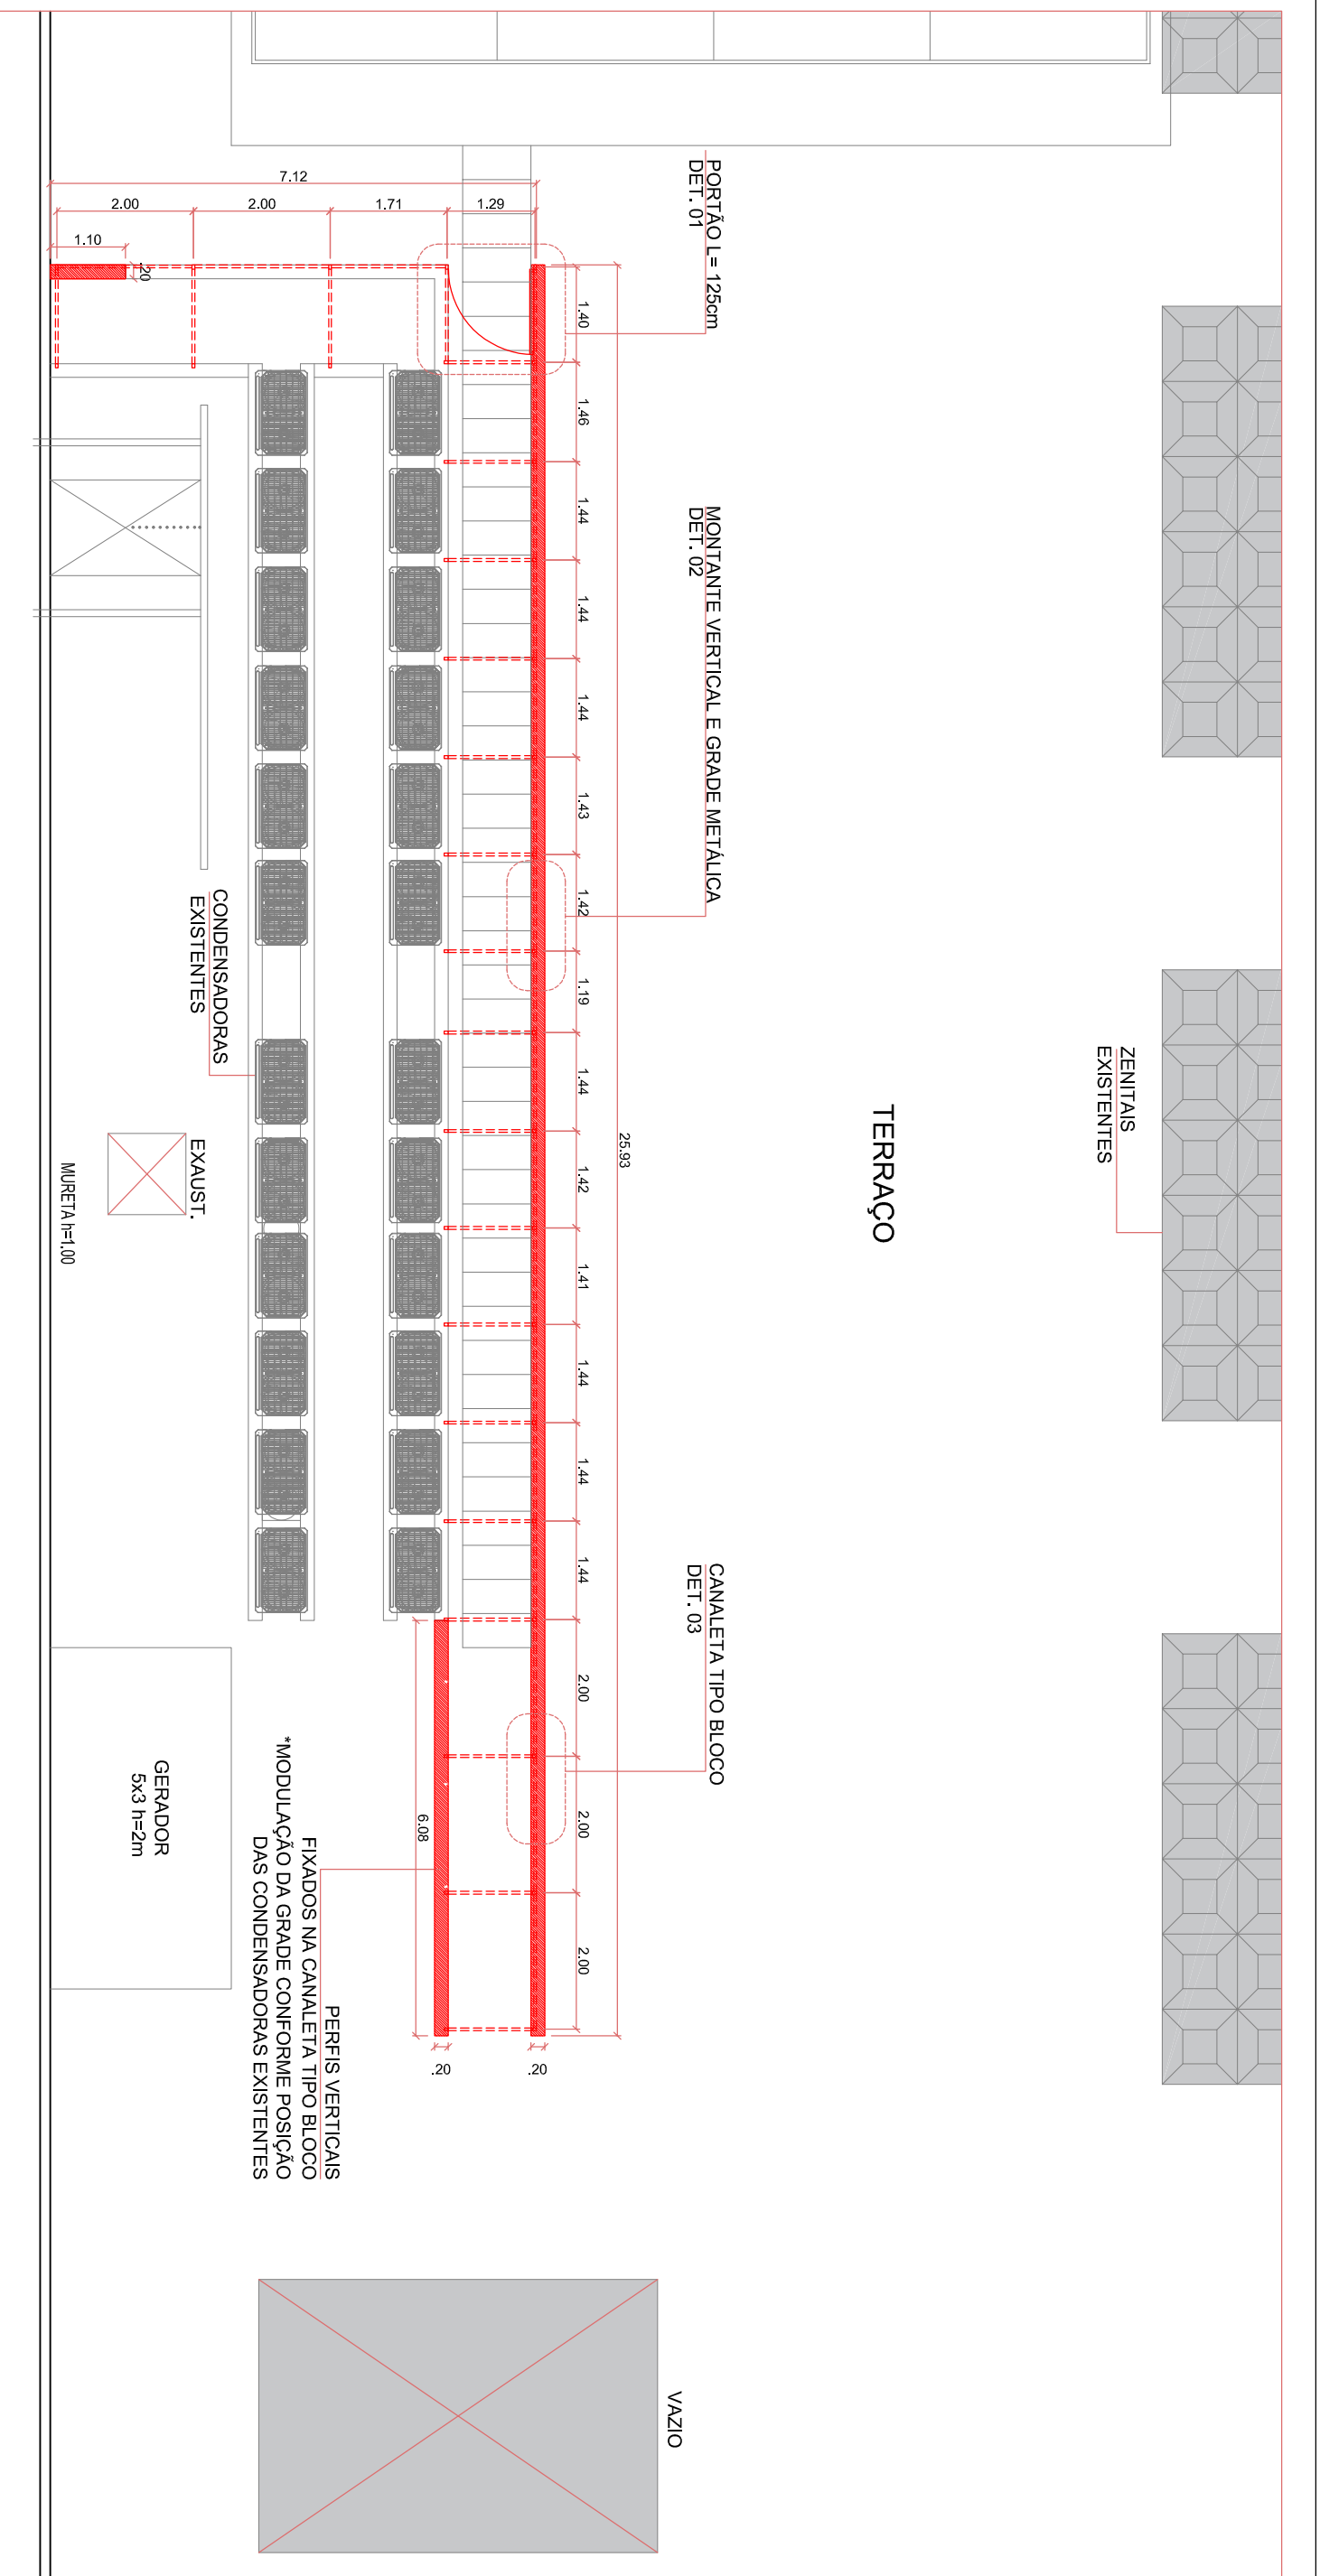 ZENITAIS
EXISTENTES
TERRAÇO
PORTÃO L= 125cm
DET. 01
MONTANTE VERTICAL E GRADE METÁLICA
DET. 02
CANALETA TIPO BLOCO
DET. 03
VAZIO
25.93
1.40
1.46
1.44
1.44
1.44
1.43
1.42
1.19
1.44
1.42
1.41
1.44
1.44
1.44
2.00
2.00
2.00
7.12
2.00
2.00
1.71
1.29
1.10
.20
6.08
.20
.20
CONDENSADORAS
EXISTENTES
EXAUST.
MURETA h=1.00
GERADOR
5x3 h=2m
PERFIS VERTICAIS
FIXADOS NA CANALETA TIPO BLOCO
*MODULAÇÃO DA GRADE CONFORME POSIÇÃO
DAS CONDENSADORAS EXISTENTES